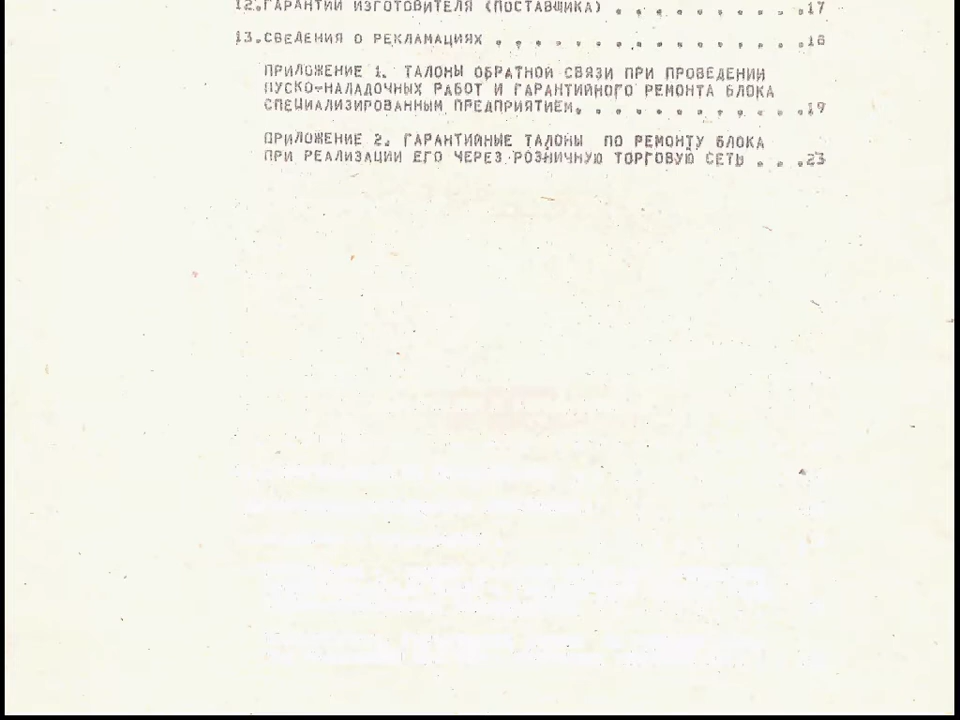 12.ГАРАНТИИ ИЗГОТОВИТЕЛЯ (ПОСТАВЩИКА) . . . . . . . . . .17
13.СВЕДЕНИЯ О РЕКЛАМАЦИЯХ . . . . . . . . . . . . . . . .18
ПРИЛОЖЕНИЕ 1. ТАЛОНЫ ОБРАТНОЙ СВЯЗИ ПРИ ПРОВЕДЕНИИ
ПУСКО-НАЛАДОЧНЫХ РАБОТ И ГАРАНТИЙНОГО РЕМОНТА БЛОКА
СПЕЦИАЛИЗИРОВАННЫМ ПРЕДПРИЯТИЕМ. . . . . . . . . . . .19
ПРИЛОЖЕНИЕ 2. ГАРАНТИЙНЫЕ ТАЛОНЫ ПО РЕМОНТУ БЛОКА
ПРИ РЕАЛИЗАЦИИ ЕГО ЧЕРЕЗ РОЗНИЧНУЮ ТОРГОВУЮ СЕТЬ . . .23